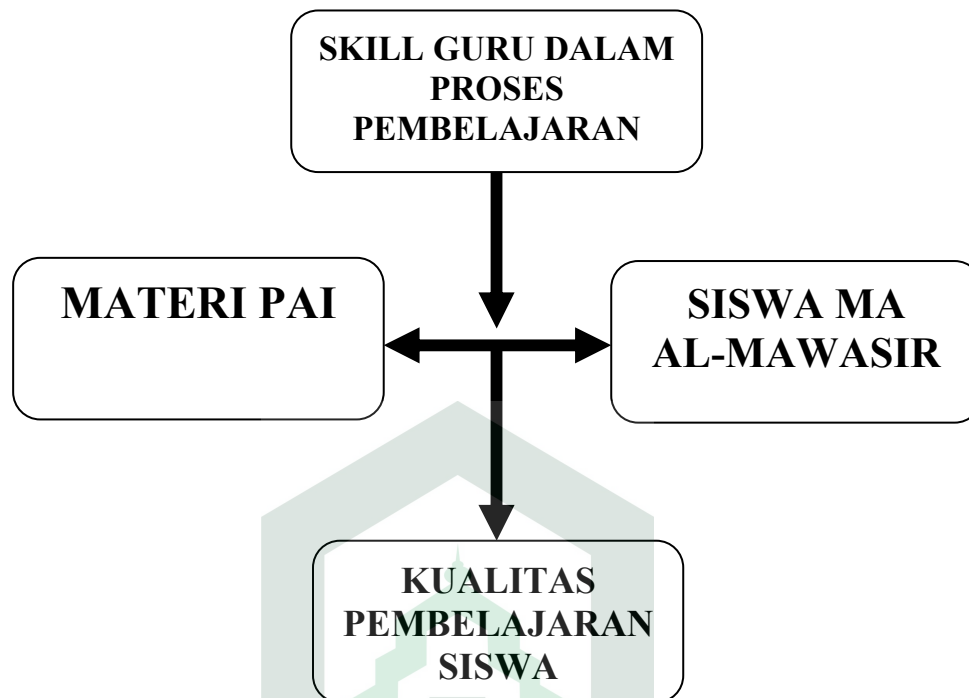 SKILL GURU DALAM
PROSES
PEMBELAJARAN
MATERI PAI
SISWA MA
AL-MAWASIR
KUALITAS
PEMBELAJARAN
SISWA